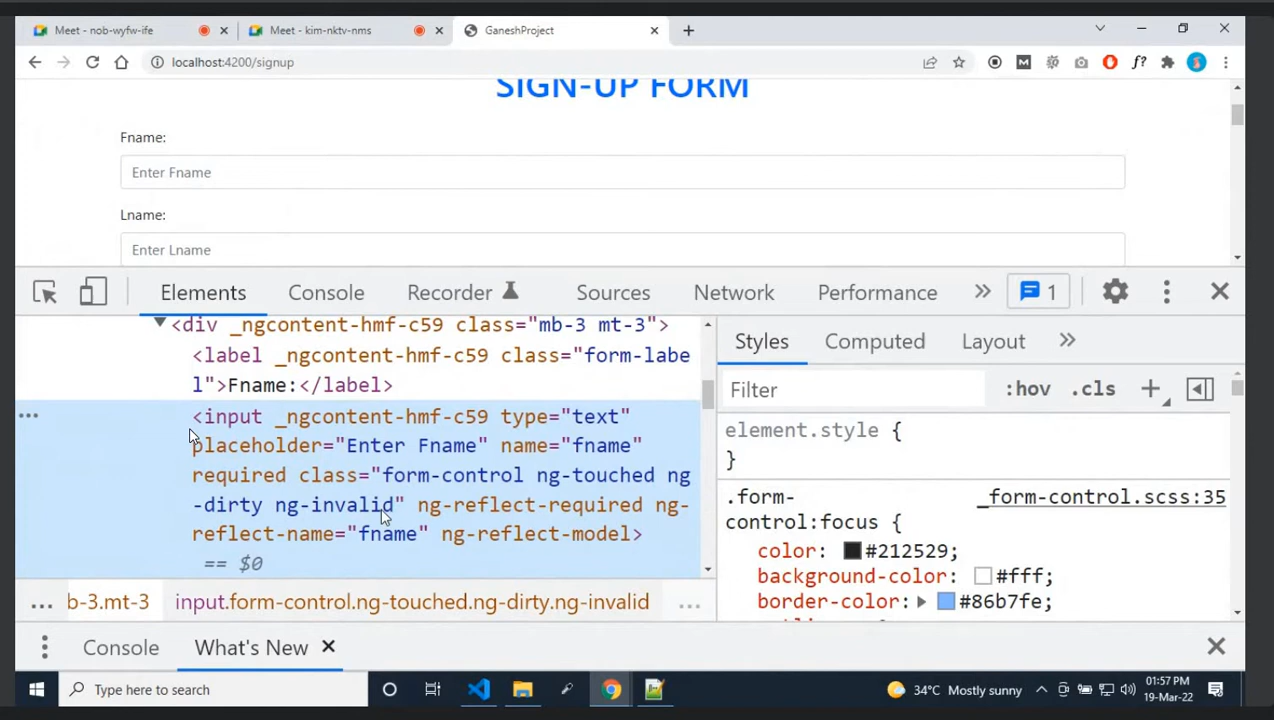 Meet - nob-wyfw-ife
Meet - kim-nktv-nms
GaneshProject
localhost:4200/signup
SIGN-UP FORM
Fname:
Enter Fname
Lname:
Enter Lname
Elements Console Recorder Sources Network Performance 1
<div _ngcontent-hmf-c59 class="mb-3 mt-3">
<label _ngcontent-hmf-c59 class="form-labe
l">Fname:</label>
<input _ngcontent-hmf-c59 type="text"
placeholder="Enter Fname" name="fname"
required class="form-control ng-touched ng
-dirty ng-invalid" ng-reflect-required ng-
reflect-name="fname" ng-reflect-model>
== $0
... b-3.mt-3 input.form-control.ng-touched.ng-dirty.ng-invalid ...
Styles Computed Layout
Filter :hov .cls
element.style {
}
.form- _form-control.scss:35
control:focus {
color: #212529;
background-color: #fff;
border-color: #86b7fe;
Console What's New
Type here to search
34°C Mostly sunny
01:57 PM
19-Mar-22